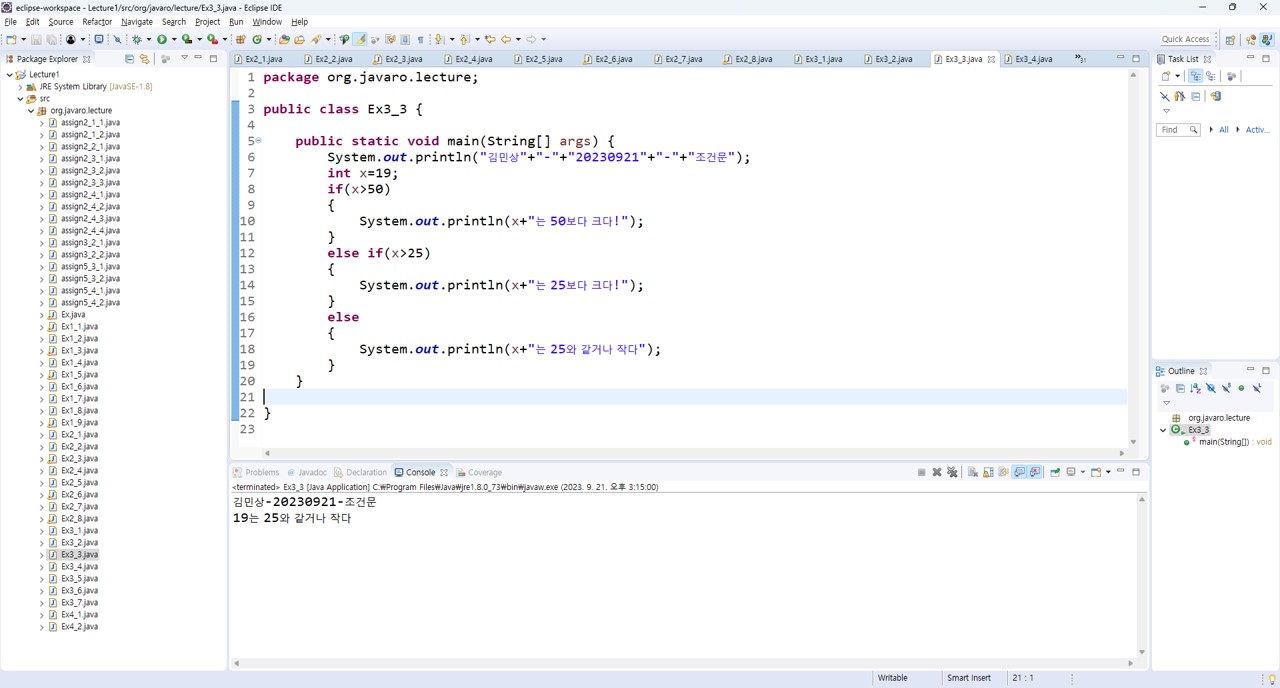 eclipse-workspace - Lecture1/src/org/javaro/lecture/Ex3_3.java - Eclipse IDE
File Edit Source Refactor Navigate Search Project Run Window Help
Quick Access
Package Explorer
Lecture1
JRE System Library [JavaSE-1.8]
src
org.javaro.lecture
assign2_1_1.java
assign2_1_2.java
assign2_2_1.java
assign2_3_1.java
assign2_3_2.java
assign2_3_3.java
assign2_4_1.java
assign2_4_2.java
assign2_4_3.java
assign2_4_4.java
assign3_2_1.java
assign3_2_2.java
assign5_3_1.java
assign5_3_2.java
assign5_4_1.java
assign5_4_2.java
Ex.java
Ex1_1.java
Ex1_2.java
Ex1_3.java
Ex1_4.java
Ex1_5.java
Ex1_6.java
Ex1_7.java
Ex1_8.java
Ex1_9.java
Ex2_1.java
Ex2_2.java
Ex2_3.java
Ex2_4.java
Ex2_5.java
Ex2_6.java
Ex2_7.java
Ex2_8.java
Ex3_1.java
Ex3_2.java
Ex3_3.java
Ex3_4.java
Ex3_5.java
Ex3_6.java
Ex3_7.java
Ex4_1.java
Ex4_2.java
Ex2_1.java Ex2_2.java Ex2_3.java Ex2_4.java Ex2_5.java Ex2_6.java Ex2_7.java Ex2_8.java Ex3_1.java Ex3_2.java Ex3_3.java Ex3_4.java »31
1 package org.javaro.lecture;
2
3 public class Ex3_3 {
4
5 public static void main(String[] args) {
6 System.out.println("김민상"+"-"+"20230921"+"-"+"조건문");
7 int x=19;
8 if(x>50)
9 {
10 System.out.println(x+"는 50보다 크다!");
11 }
12 else if(x>25)
13 {
14 System.out.println(x+"는 25보다 크다!");
15 }
16 else
17 {
18 System.out.println(x+"는 25와 같거나 작다");
19 }
20 }
21
22 }
23
Problems Javadoc Declaration Console Coverage
<terminated> Ex3_3 [Java Application] C:₩Program Files₩Java₩jre1.8.0_73₩bin₩javaw.exe (2023. 9. 21. 오후 3:15:00)
김민상-20230921-조건문
19는 25와 같거나 작다
Task List
Find All Activ...
Outline
org.javaro.lecture
Ex3_3
main(String[]) : void
Writable Smart Insert 21 : 1